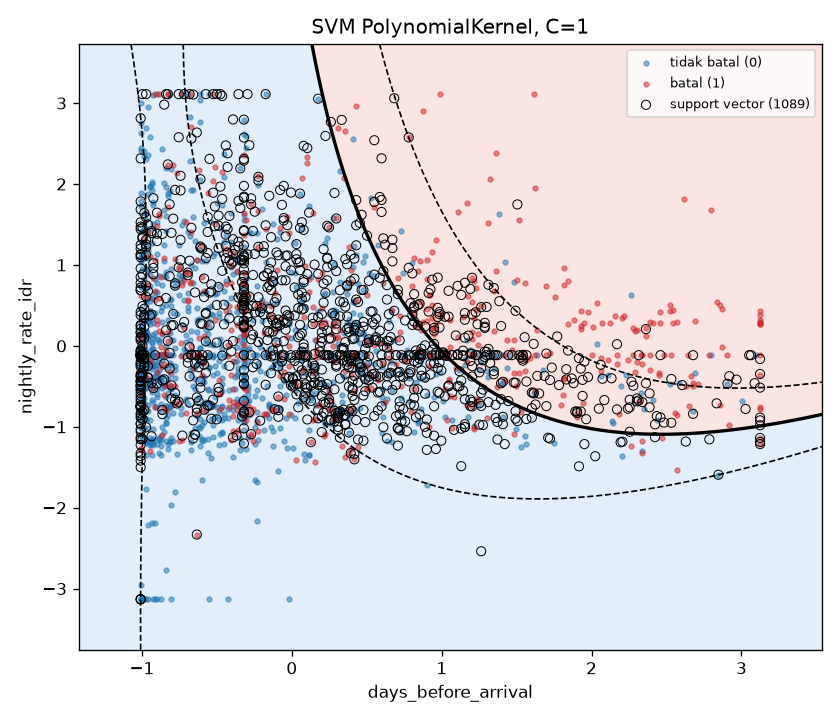 SVM PolynomialKernel, C=1
tidak batal (0)
batal (1)
support vector (1089)
nightly_rate_idr
3
2
1
0
−1
−2
−3
−1
0
1
2
3
days_before_arrival